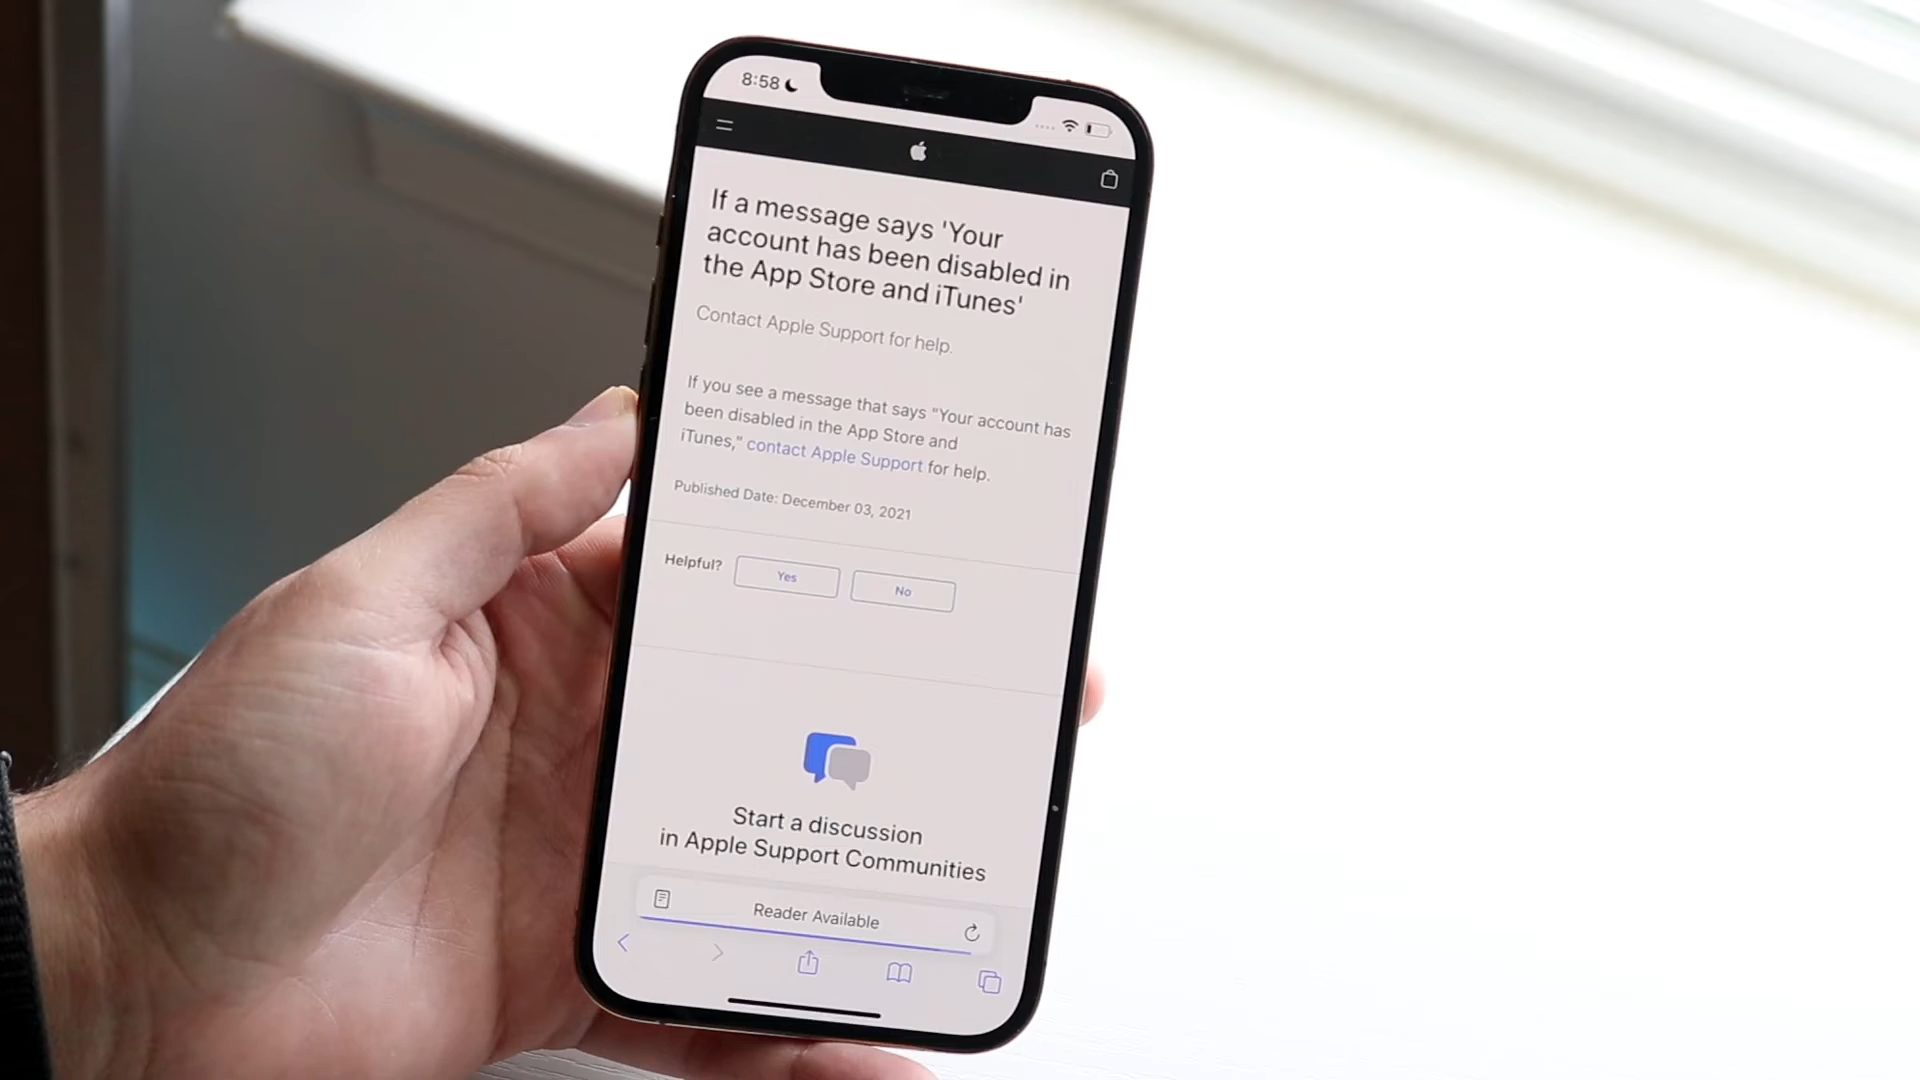 8:58
If a message says 'Your
account has been disabled in
the App Store and iTunes'
Contact Apple Support for help.
If you see a message that says "Your account has
been disabled in the App Store and
iTunes," contact Apple Support for help.
Published Date: December 03, 2021
Helpful?
Yes
No
Start a discussion
in Apple Support Communities
Reader Available